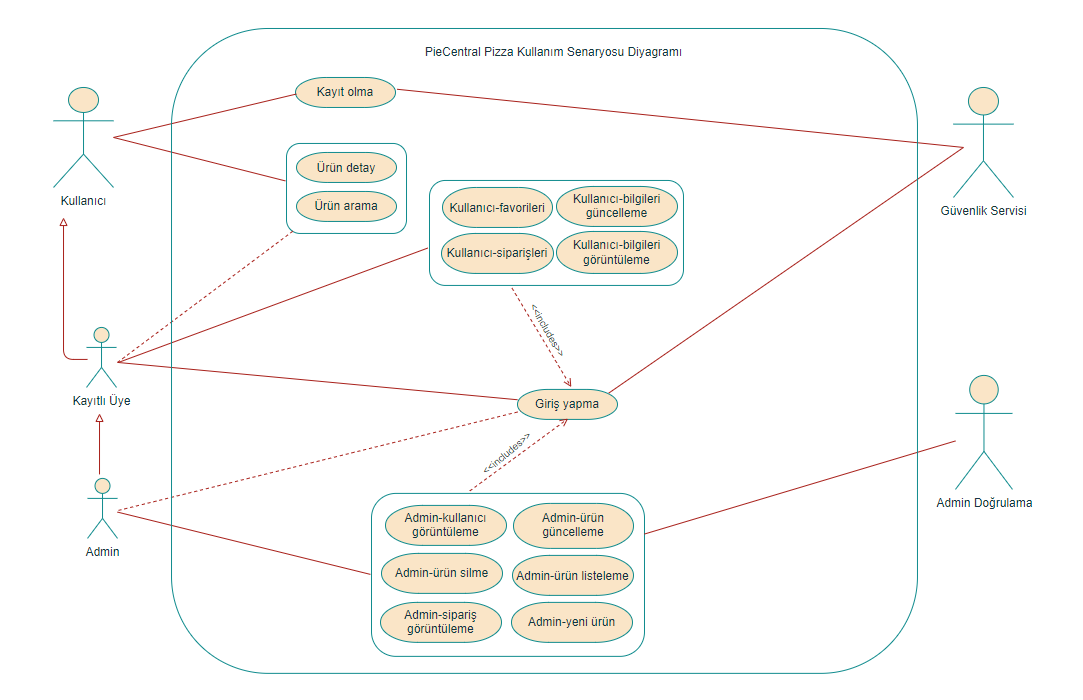 PieCentral Pizza Kullanım Senaryosu Diyagramı
Kayıt olma
Kullanıcı
Ürün detay
Ürün arama
Kullanıcı-favorileri
Kullanıcı-bilgileri
güncelleme
Kullanıcı-siparişleri
Kullanıcı-bilgileri
görüntüleme
Güvenlik Servisi
<<includes>>
Kayıtlı Üye
Giriş yapma
<<includes>>
Admin
Admin-kullanıcı
görüntüleme
Admin-ürün
güncelleme
Admin-ürün silme
Admin-ürün listeleme
Admin-sipariş
görüntüleme
Admin-yeni ürün
Admin Doğrulama